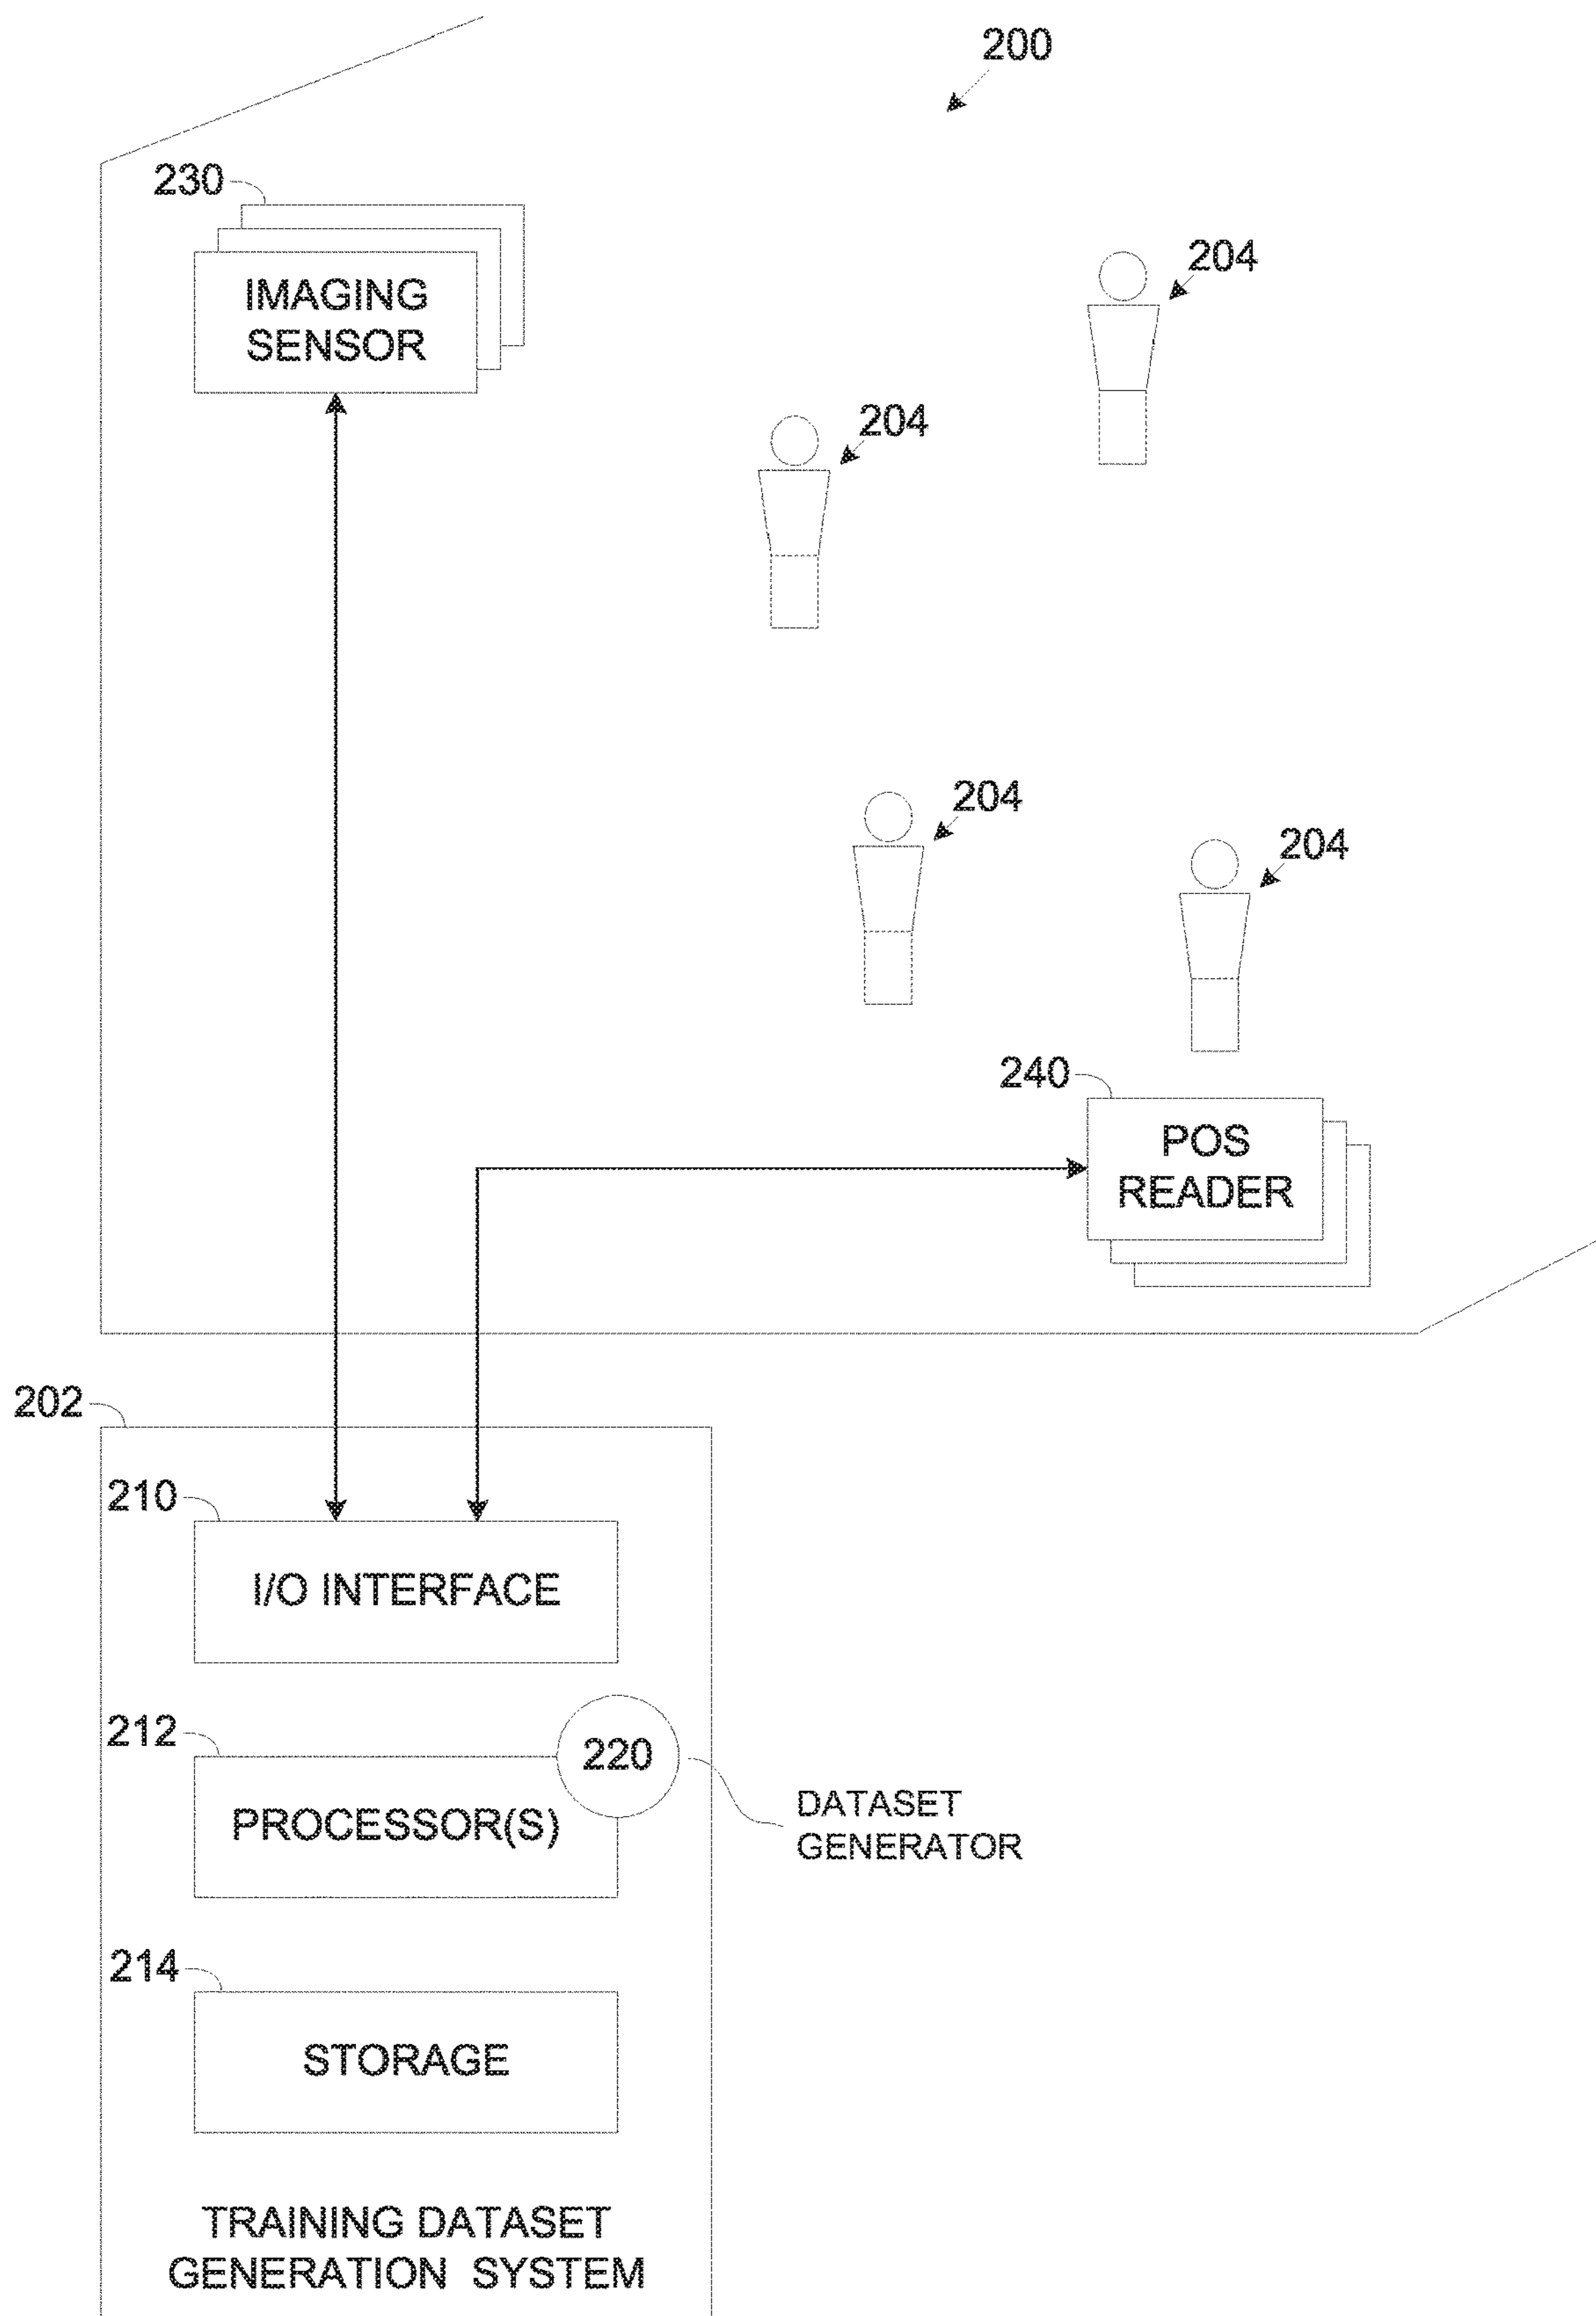 200
230
IMAGING
SENSOR
204
204
204
204
240
POS
READER
202
210
I/O INTERFACE
212
220
PROCESSOR(S)
DATASET
GENERATOR
214
STORAGE
TRAINING DATASET
GENERATION SYSTEM